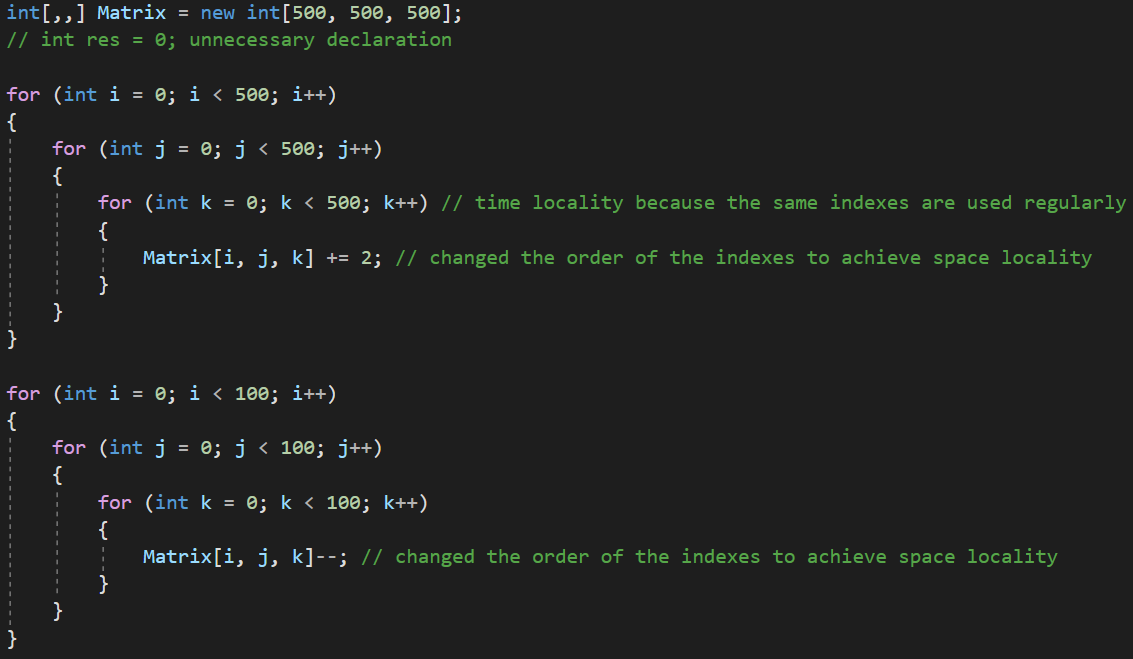 int[,,] Matrix = new int[500, 500, 500];
// int res = 0; unnecessary declaration
for (int i = 0; i < 500; i++)
{
for (int j = 0; j < 500; j++)
{
for (int k = 0; k < 500; k++) // time locality because the same indexes are used regularly
{
Matrix[i, j, k] += 2; // changed the order of the indexes to achieve space locality
}
}
}
for (int i = 0; i < 100; i++)
{
for (int j = 0; j < 100; j++)
{
for (int k = 0; k < 100; k++)
{
Matrix[i, j, k]--; // changed the order of the indexes to achieve space locality
}
}
}